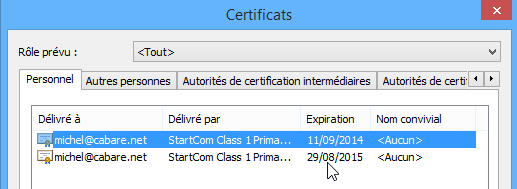 Certificats
Rôle prévu : <Tout>
Personnel Autres personnes Autorités de certification intermédiaires Autorités de certif
Délivré à Délivré par Expiration Nom convivial
michel@cabare.net StartCom Class 1 Prima... 11/09/2014 <Aucun>
michel@cabare.net StartCom Class 1 Prima... 29/08/2015 <Aucun>